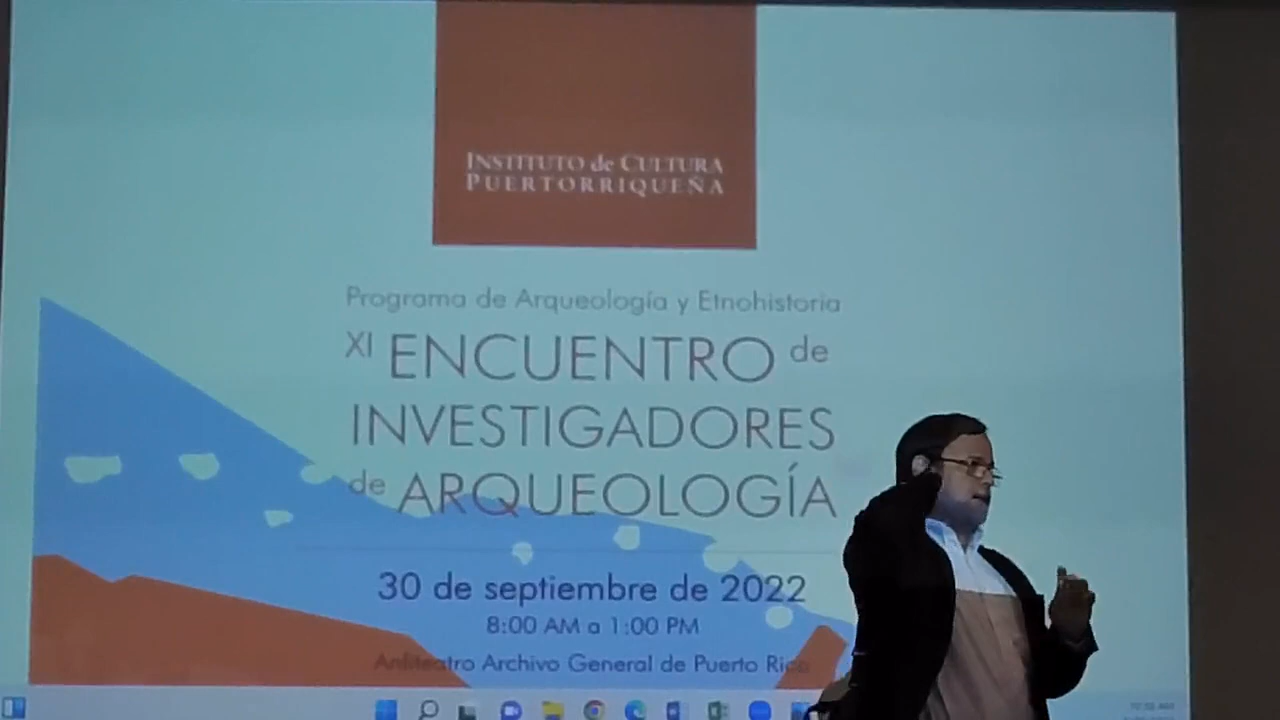 INSTITUTO de CULTURA
PUERTORRIQUEÑA
Programa de Arqueología y Etnohistoria
XI ENCUENTRO de
INVESTIGADORES
de ARQUEOLOGÍA
30 de septiembre de 2022
8:00 AM a 1:00 PM
Anfiteatro Archivo General de Puerto Rico